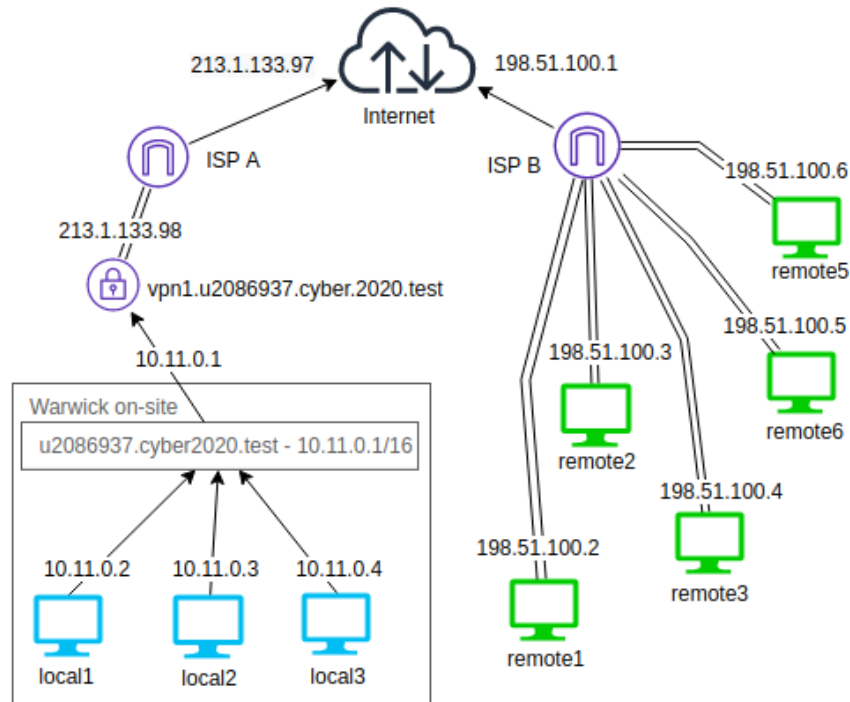 213.1.133.97
198.51.100.1
Internet
ISP A
ISP B
198.51.100.6
213.1.133.98
remote5
vpn1.u2086937.cyber.2020.test
198.51.100.5
10.11.0.1
198.51.100.3
Warwick on-site
u2086937.cyber2020.test - 10.11.0.1/16
remote6
remote2
198.51.100.4
198.51.100.2
10.11.0.2
10.11.0.3
10.11.0.4
remote3
remote1
local1
local2
local3